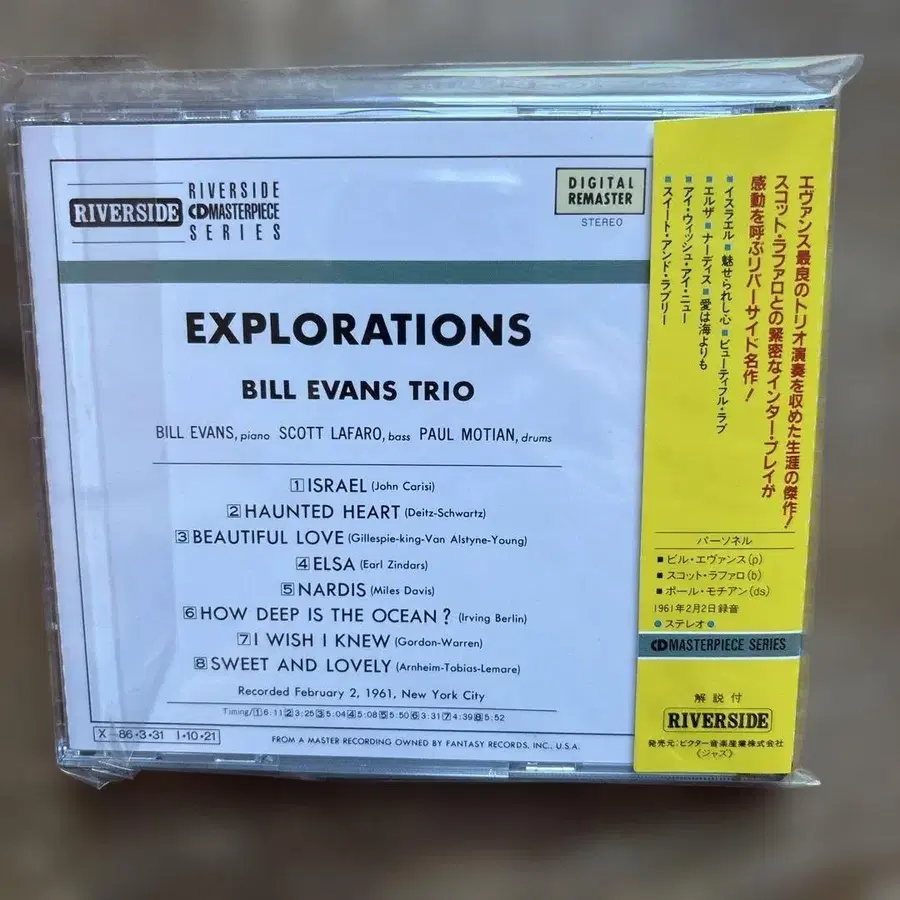 RIVERSIDE
RIVERSIDE
CD MASTERPIECE
SERIES
DIGITAL
REMASTER
STEREO
EXPLORATIONS
BILL EVANS TRIO
BILL EVANS, piano SCOTT LAFARO, bass PAUL MOTIAN, drums
1 ISRAEL (John Carisi)
2 HAUNTED HEART (Deitz-Schwartz)
3 BEAUTIFUL LOVE (Gillespie-king-Van Alstyne-Young)
4 ELSA (Earl Zindars)
5 NARDIS (Miles Davis)
6 HOW DEEP IS THE OCEAN? (Irving Berlin)
7 I WISH I KNEW (Gordon-Warren)
8 SWEET AND LOVELY (Arnheim-Tobias-Lemare)
Recorded February 2, 1961, New York City
Timing/1 6:11 2 3:25 3 5:04 4 5:08 5 5:50 6 3:31 7 4:39 8 5:52
X-86·3·31 I·10·21
FROM A MASTER RECORDING OWNED BY FANTASY RECORDS, INC., U.S.A.
エヴァンス最良のトリオ演奏を収めた生涯の傑作!
スコット・ラファロとの緊密なインター・プレイが
感動を呼ぶリバーサイド名作!
■イスラエル■魅せられし心■ビューティフル・ラブ
■エルザ■ナーディス■愛は海よりも
■アイ・ウィッシュ・アイ・ニュー
■スイート・アンド・ラブリー
パーソネル
■ビル・エヴァンス(p)
■スコット・ラファロ(b)
■ポール・モチアン(ds)
1961年2月2日録音
●ステレオ●
CD MASTERPIECE SERIES
解説付
RIVERSIDE
発売元:ビクター音楽産業株式会社
《ジャズ》